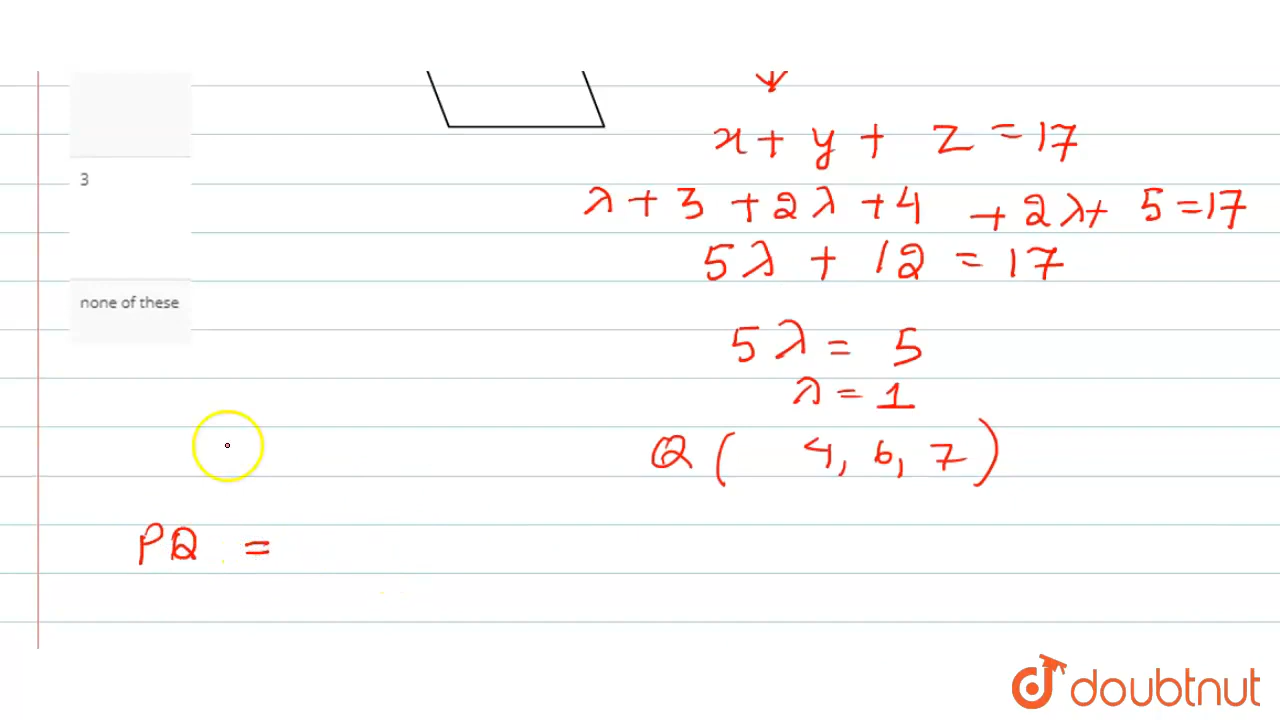 x + y + z = 17
3
λ + 3 + 2λ + 4 + 2λ + 5 = 17
5λ + 12 = 17
none of these
5λ = 5
λ = 1
Q ( 4, 6, 7 )
PQ =
doubtnut